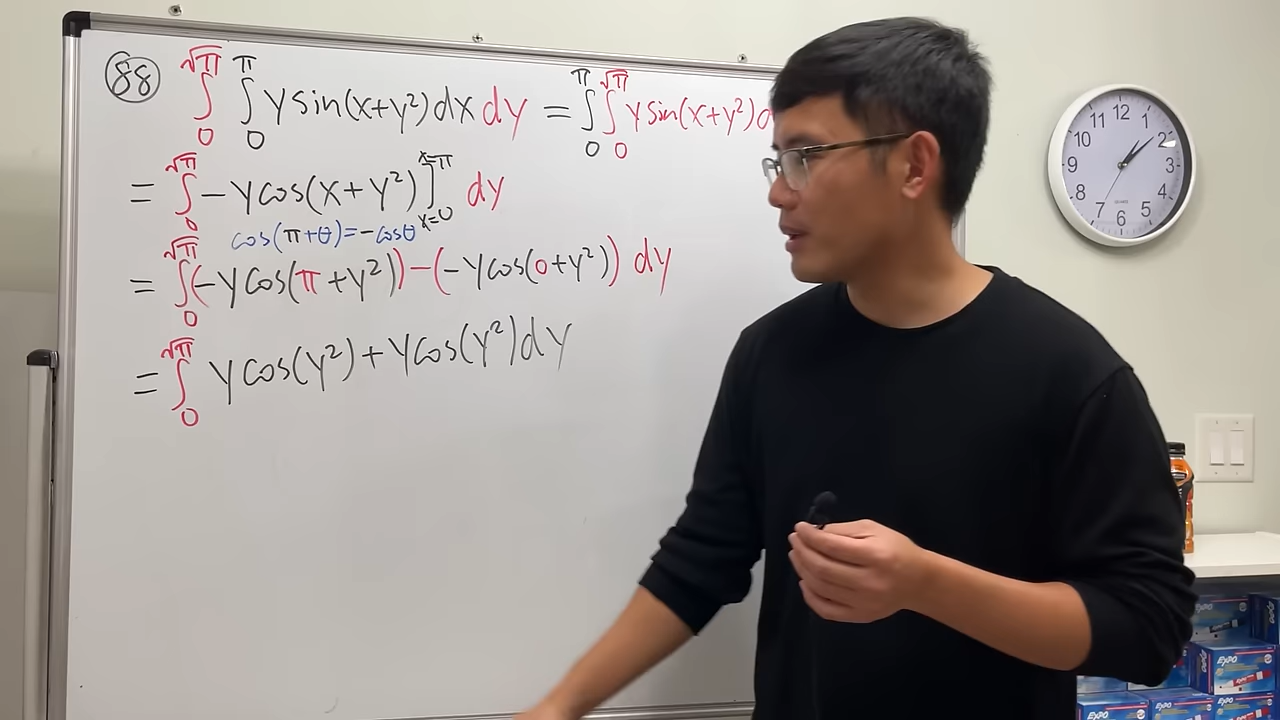 88 ∫₀^√π ∫₀^π y sin(x+y²) dx dy = ∫₀^π ∫₀^√π y sin(x+y²) d
= ∫₀^√π -y cos(x+y²) ]_{x=0}^{x=π} dy
cos(π+θ)=-cosθ
= ∫₀^√π (-y cos(π+y²)) - (-y cos(0+y²)) dy
= ∫₀^√π y cos(y²) + y cos(y²) dy
12
11 1
10 2
9 3
8 4
7 6 5
EXPO
EXPO
EXPO
EXPO